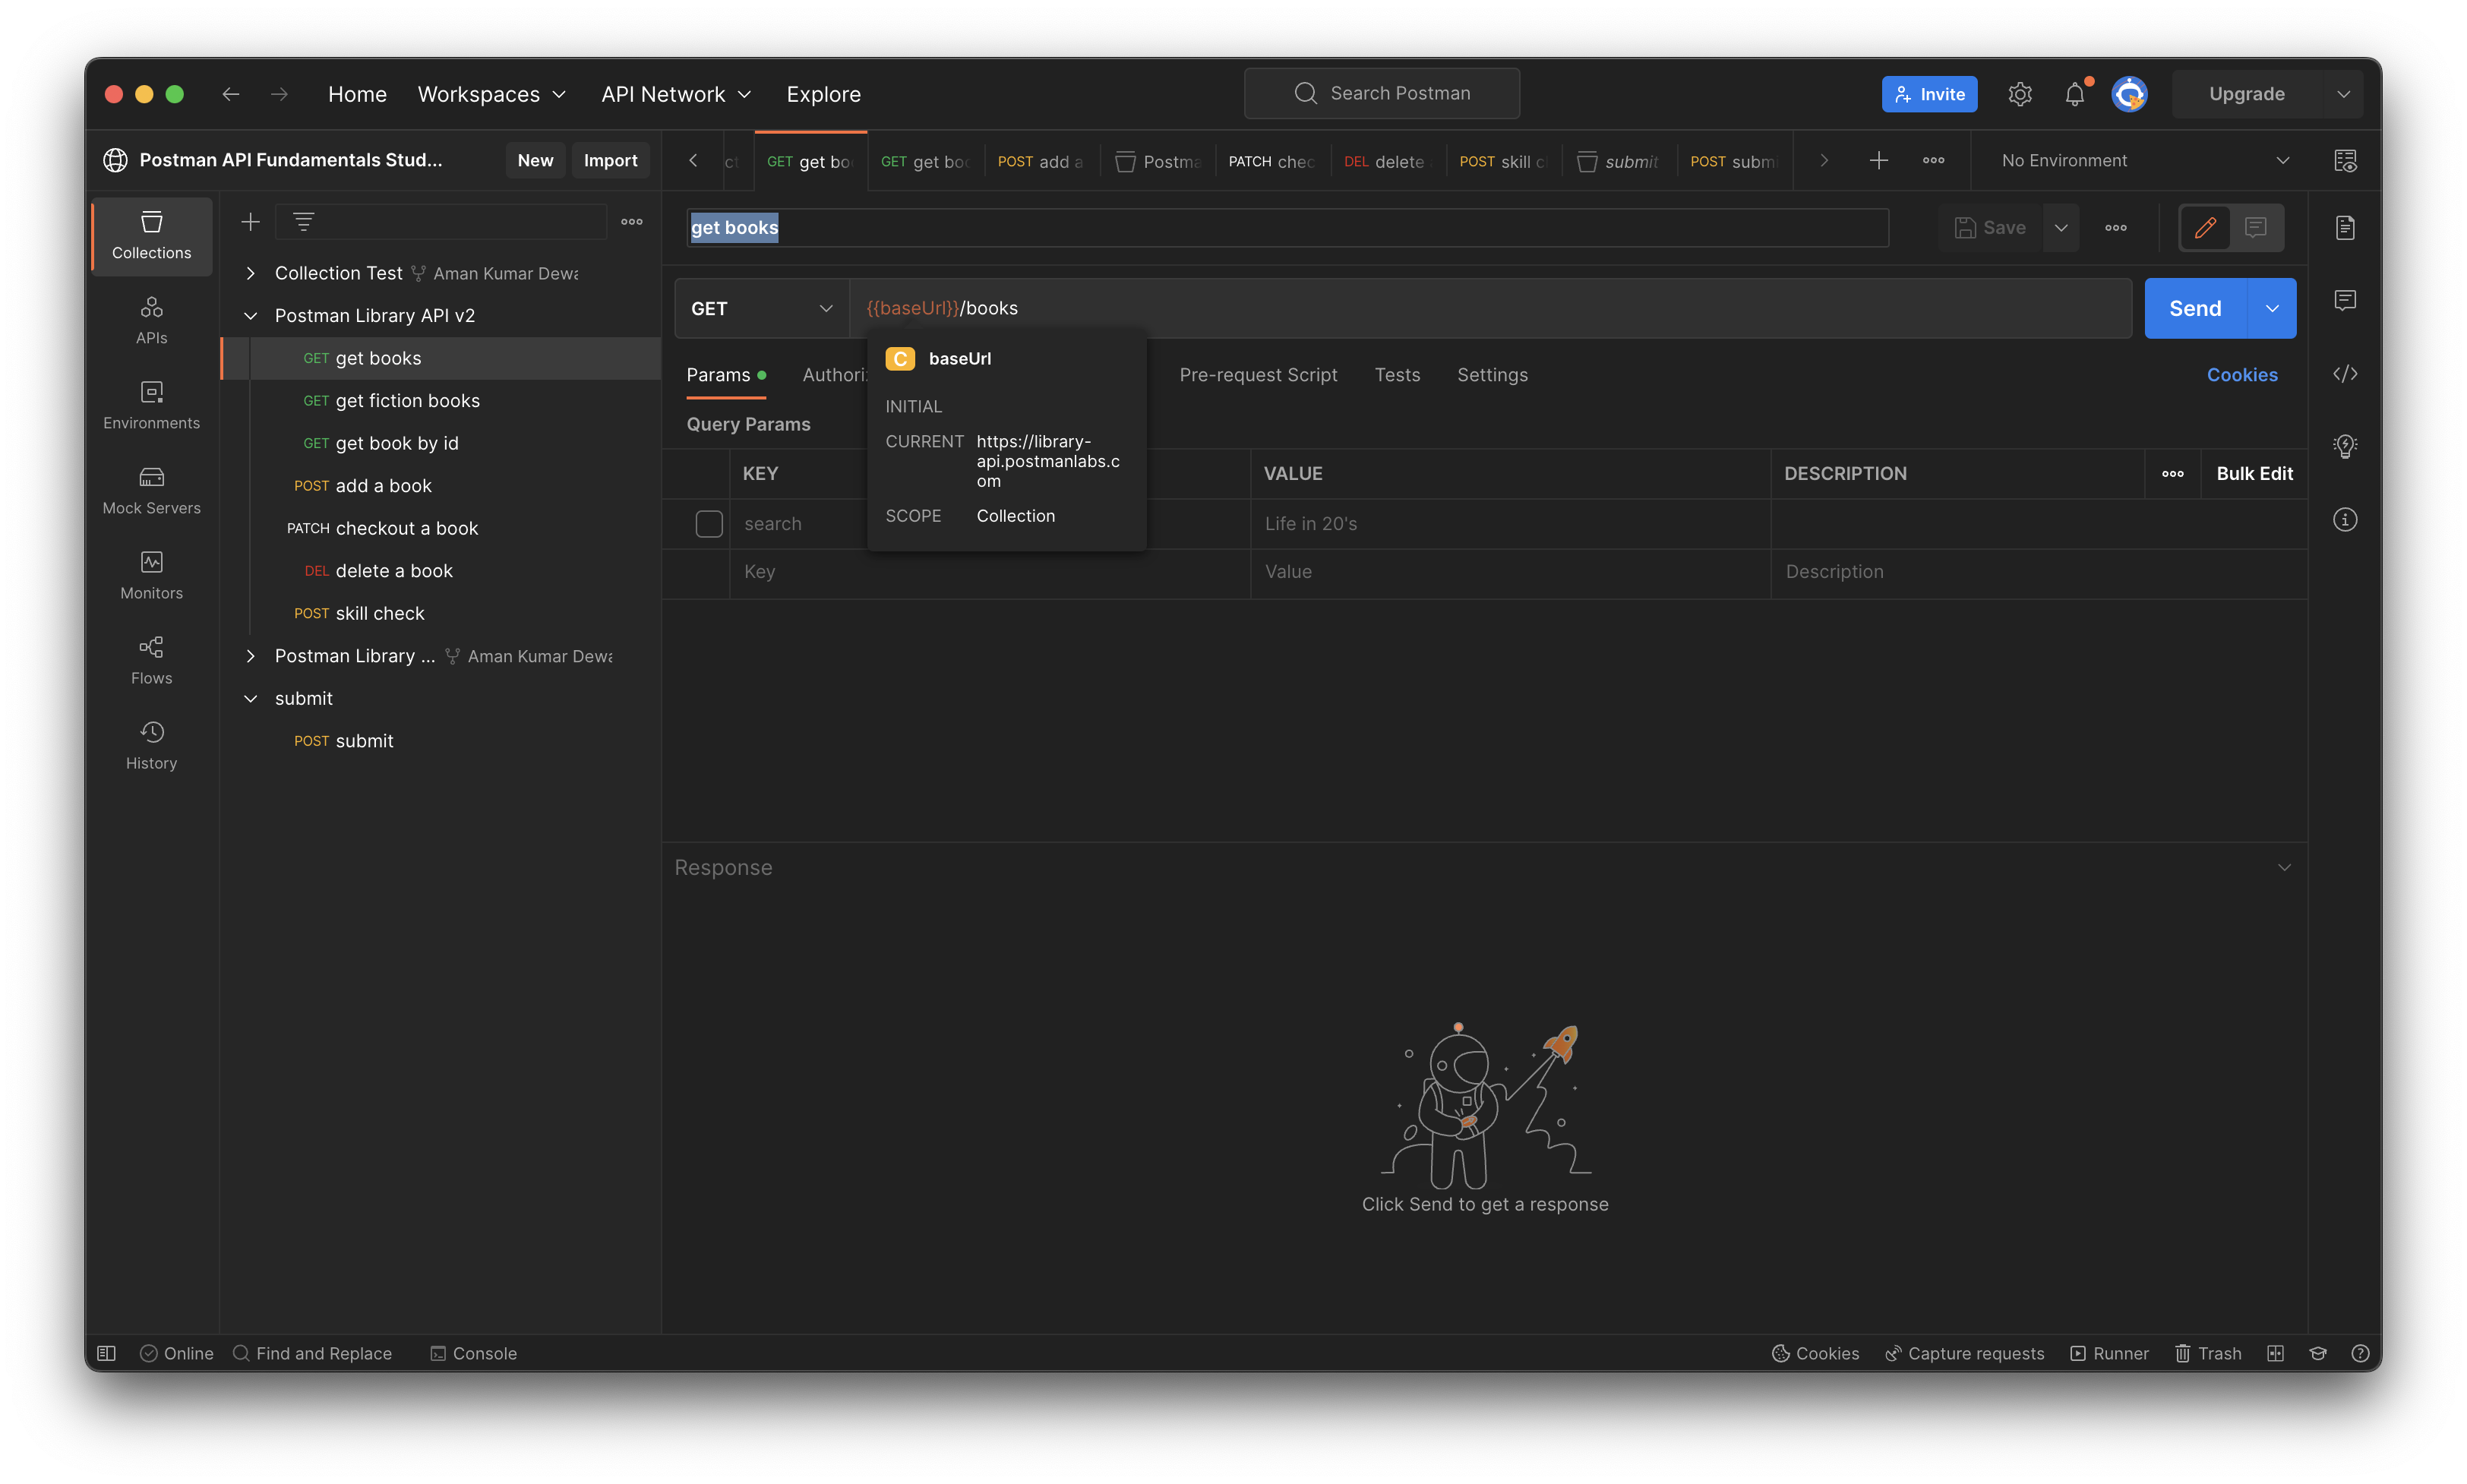 Home Workspaces API Network Explore Search Postman Invite Upgrade
Postman API Fundamentals Stud... New Import GET get bo GET get boo POST add a Postma PATCH chec DEL delete POST skill c submit POST subm No Environment
Collections
APIs
Environments
Mock Servers
Monitors
Flows
History
Collection Test Aman Kumar Dewa
Postman Library API v2
GET get books
GET get fiction books
GET get book by id
POST add a book
PATCH checkout a book
DEL delete a book
POST skill check
Postman Library ... Aman Kumar Dewa
submit
POST submit
get books Save
GET {{baseUrl}}/books Send
Params Authori Pre-request Script Tests Settings Cookies
C baseUrl
INITIAL
CURRENT https://library-
api.postmanlabs.c
om
SCOPE Collection
Query Params
KEY VALUE DESCRIPTION Bulk Edit
search Life in 20's
Key Value Description
Response
Click Send to get a response
Online Find and Replace Console Cookies Capture requests Runner Trash